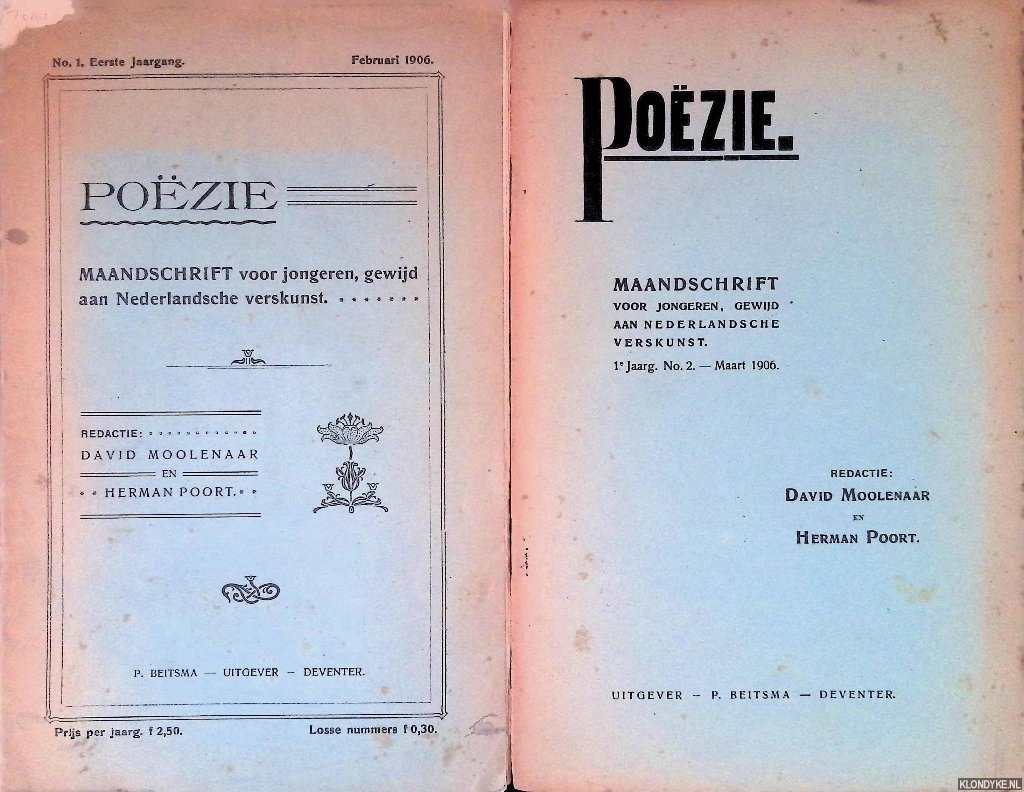 No. 1. Eerste Jaargang.
Februari 1906.
POËZIE
MAANDSCHRIFT voor jongeren, gewijd
aan Nederlandsche verskunst.
REDACTIE:
DAVID MOOLENAAR
EN
HERMAN POORT.
P. BEITSMA — UITGEVER — DEVENTER.
Prijs per jaarg. f 2,50.
Losse nummers f 0,30.
POËZIE.
MAANDSCHRIFT
VOOR JONGEREN, GEWIJD
AAN NEDERLANDSCHE
VERSKUNST.
1e Jaarg. No. 2. — Maart 1906.
REDACTIE:
DAVID MOOLENAAR
EN
HERMAN POORT.
UITGEVER — P. BEITSMA — DEVENTER.
KLONDYKE.NL